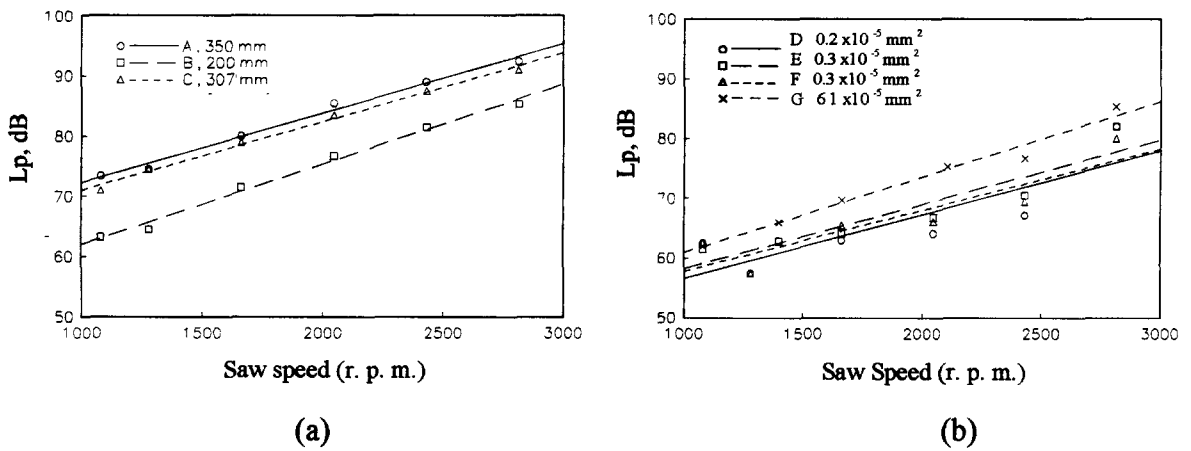 100
90
80
70
60
50
Lp, dB
A , 350 mm
B , 200 mm
C , 307 mm
1000 1500 2000 2500 3000
Saw speed (r. p. m.)
(a)
100
90
80
70
60
50
Lp, dB
D 0.2 x10⁻⁵ mm²
E 0.3 x10⁻⁵ mm²
F 0.3 x10⁻⁵ mm²
G 61 x10⁻⁵ mm²
1000 1500 2000 2500 3000
Saw Speed (r. p. m.)
(b)